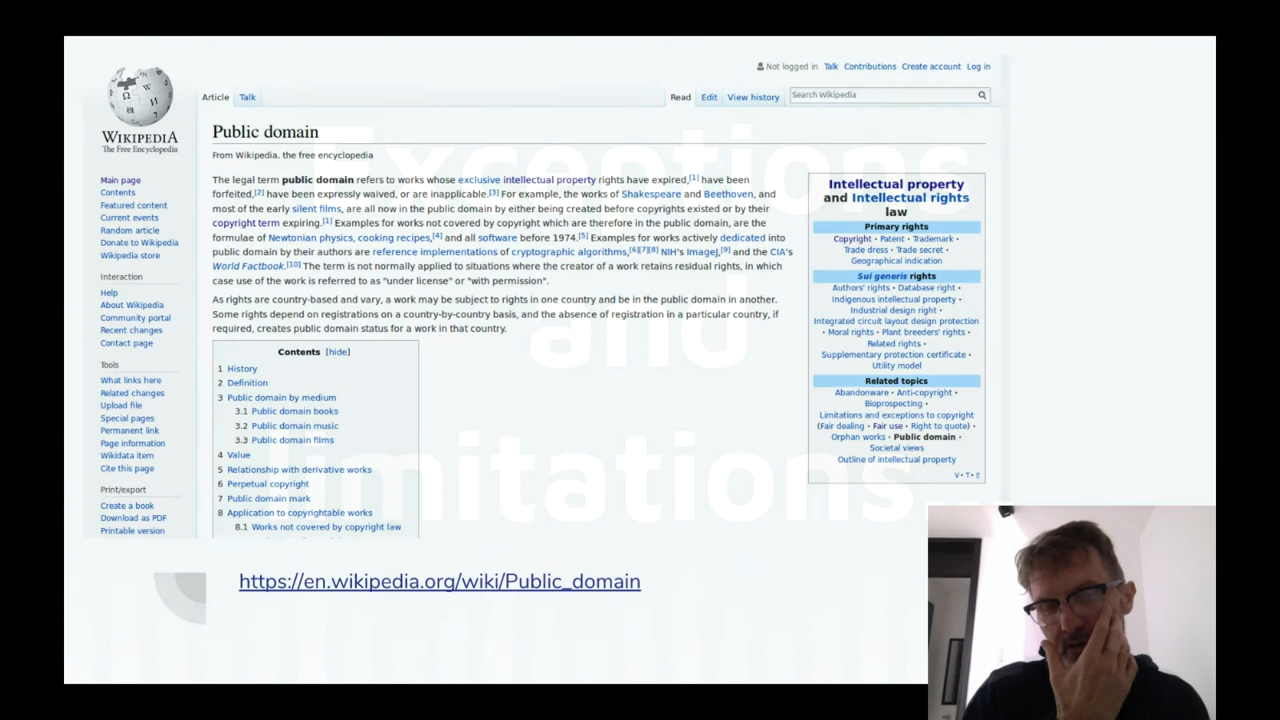 Not logged in Talk Contributions Create account Log in
Article Talk
Read Edit View history Search Wikipedia
WIKIPEDIA
The Free Encyclopedia
Main page
Contents
Featured content
Current events
Random article
Donate to Wikipedia
Wikipedia store
Interaction
Help
About Wikipedia
Community portal
Recent changes
Contact page
Tools
What links here
Related changes
Upload file
Special pages
Permanent link
Page information
Wikidata item
Cite this page
Print/export
Create a book
Download as PDF
Printable version
Public domain
From Wikipedia, the free encyclopedia
The legal term public domain refers to works whose exclusive intellectual property rights have expired,[1] have been
forfeited,[2] have been expressly waived, or are inapplicable.[3] For example, the works of Shakespeare and Beethoven, and
most of the early silent films, are all now in the public domain by either being created before copyrights existed or by their
copyright term expiring.[1] Examples for works not covered by copyright which are therefore in the public domain, are the
formulae of Newtonian physics, cooking recipes,[4] and all software before 1974.[5] Examples for works actively dedicated into
public domain by their authors are reference implementations of cryptographic algorithms,[6][7][8] NIH's ImageJ,[9] and the CIA's
World Factbook.[10] The term is not normally applied to situations where the creator of a work retains residual rights, in which
case use of the work is referred to as "under license" or "with permission".
As rights are country-based and vary, a work may be subject to rights in one country and be in the public domain in another.
Some rights depend on registrations on a country-by-country basis, and the absence of registration in a particular country, if
required, creates public domain status for a work in that country.
Contents [hide]
1 History
2 Definition
3 Public domain by medium
3.1 Public domain books
3.2 Public domain music
3.3 Public domain films
4 Value
5 Relationship with derivative works
6 Perpetual copyright
7 Public domain mark
8 Application to copyrightable works
8.1 Works not covered by copyright law
Intellectual property
and Intellectual rights
law
Primary rights
Copyright • Patent • Trademark •
Trade dress • Trade secret •
Geographical indication
Sui generis rights
Authors' rights • Database right •
Indigenous intellectual property •
Industrial design right •
Integrated circuit layout design protection
• Moral rights • Plant breeders' rights •
Related rights •
Supplementary protection certificate •
Utility model
Related topics
Abandonware • Anti-copyright •
Bioprospecting •
Limitations and exceptions to copyright
(Fair dealing • Fair use • Right to quote) •
Orphan works • Public domain •
Societal views
Outline of intellectual property
V • T • E
Exceptions
and
limitations
https://en.wikipedia.org/wiki/Public_domain